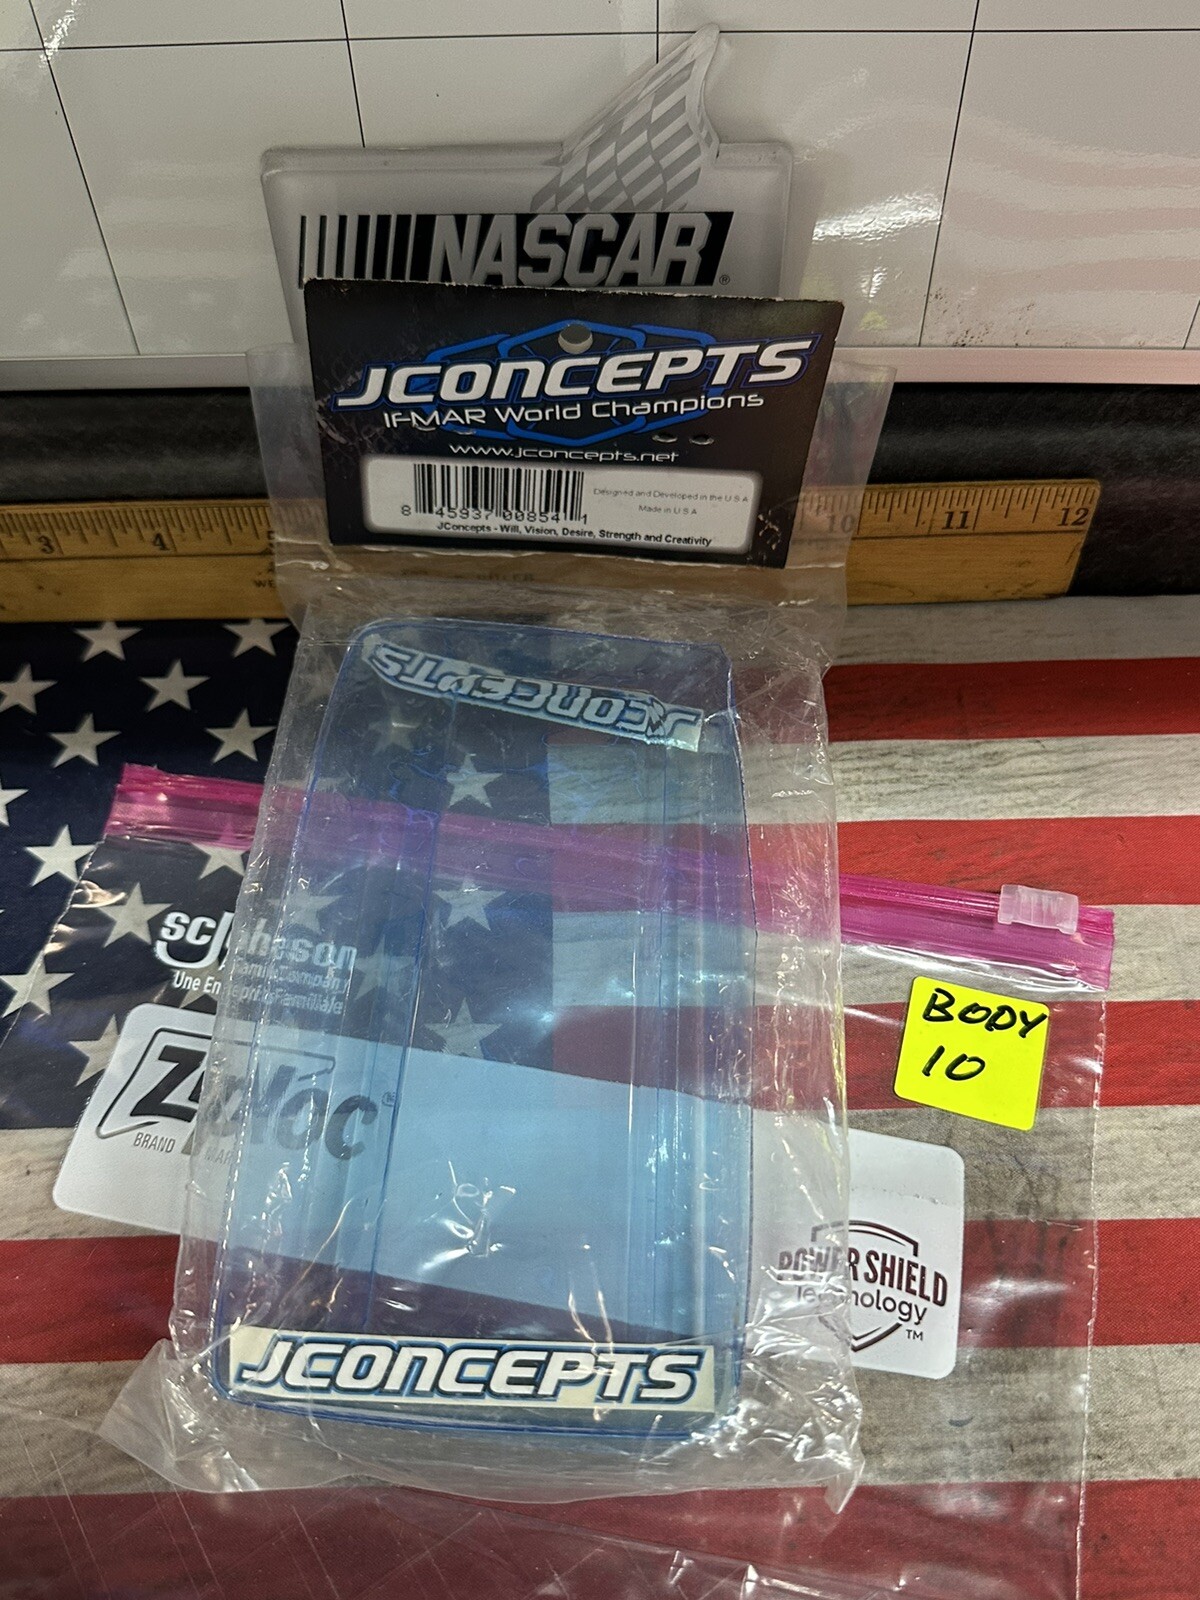 NASCAR®
JCONCEPTS
IFMAR World Champions
www.jconcepts.net
Designed and Developed in the U S A
Made in U S A
8 45937 00854 1
JConcepts - Will, Vision, Desire, Strength and Creativity
3 4 5 10 11 12
JCONCEPTS
scjohnson
Une Entreprise Familiale
BODY
10
Ziploc
BRAND
POWER SHIELD
Technology
™
JCONCEPTS